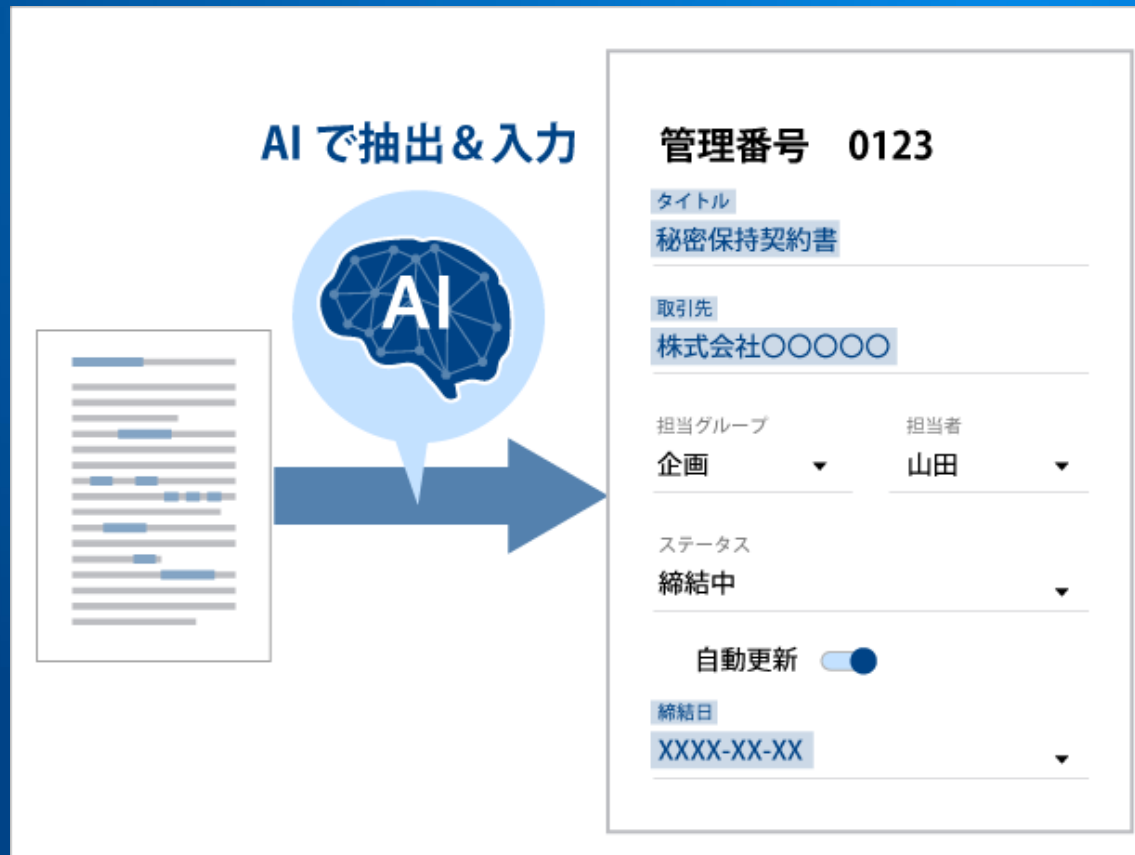 AI で抽出&入力
AI
管理番号 0123
タイトル
秘密保持契約書
取引先
株式会社〇〇〇〇〇
担当グループ 担当者
企画 山田
ステータス
締結中
自動更新
締結日
XXXX-XX-XX